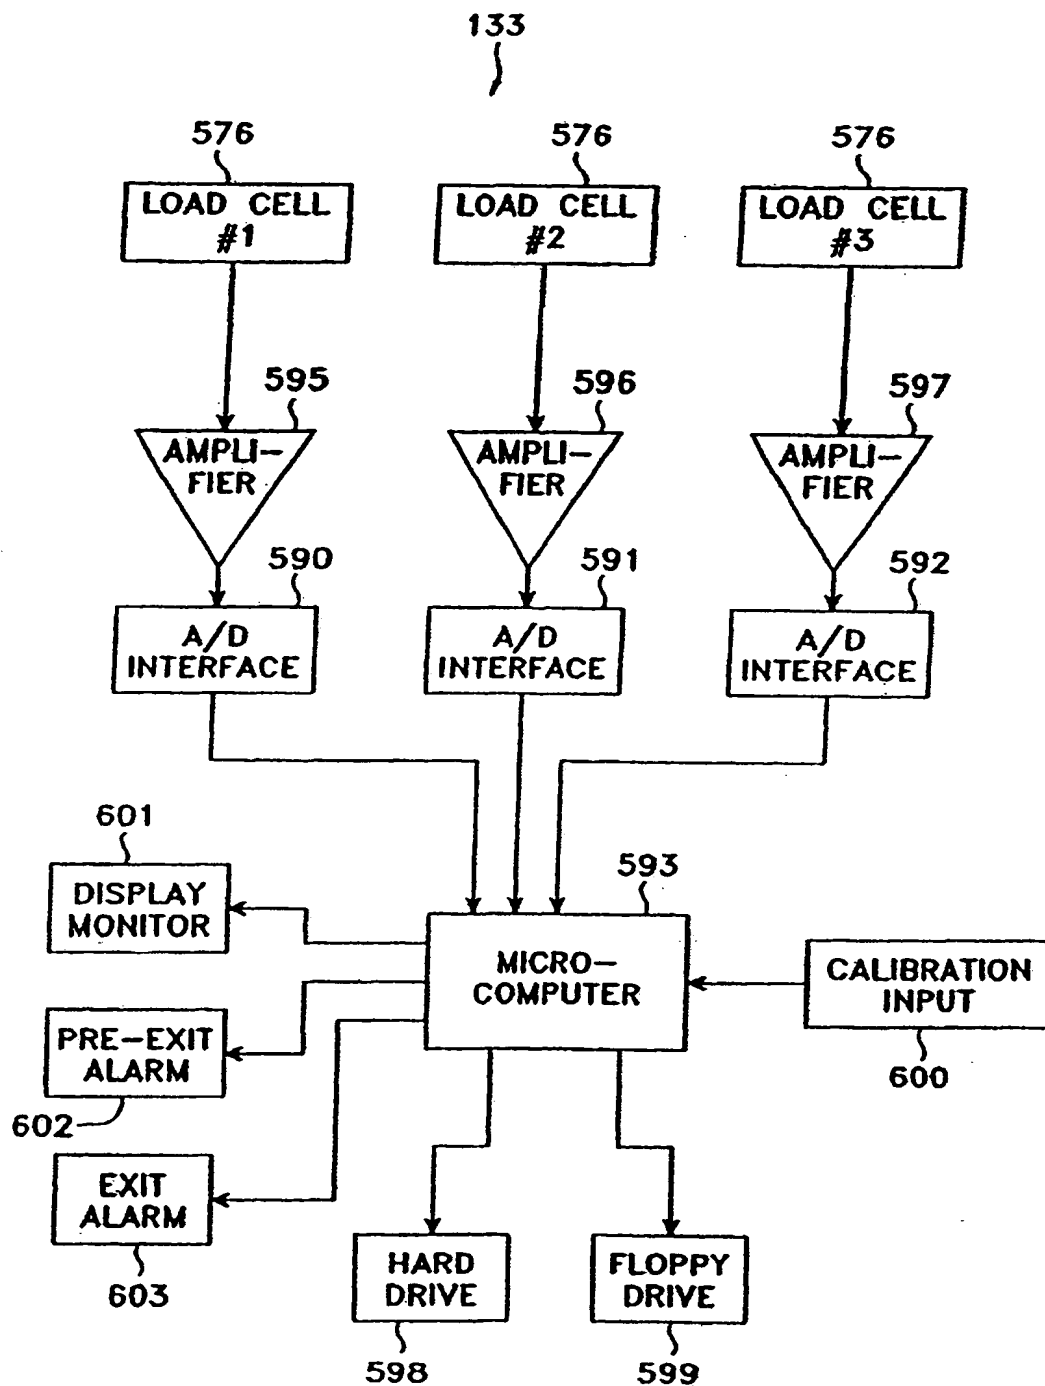 133
576 576 576
LOAD CELL #1
LOAD CELL #2
LOAD CELL #3
595 596 597
AMPLI-
FIER
AMPLI-
FIER
AMPLI-
FIER
590 591 592
A/D
INTERFACE
A/D
INTERFACE
A/D
INTERFACE
601
DISPLAY
MONITOR
593
MICRO-
COMPUTER
CALIBRATION
INPUT
600
PRE-EXIT
ALARM
602
EXIT
ALARM
603
HARD
DRIVE
598
FLOPPY
DRIVE
599